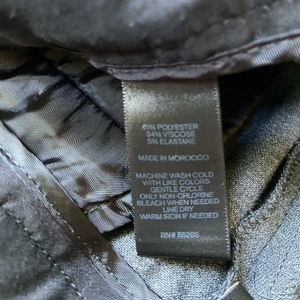 61% POLYESTER
34% VISCOSE
5% ELASTANE
MADE IN MOROCCO
MACHINE WASH COLD
WITH LIKE COLORS
GENTLE CYCLE
ONLY NON-CHLORINE
BLEACH WHEN NEEDED
LINE DRY
WARM IRON IF NEEDED
RN# 55285